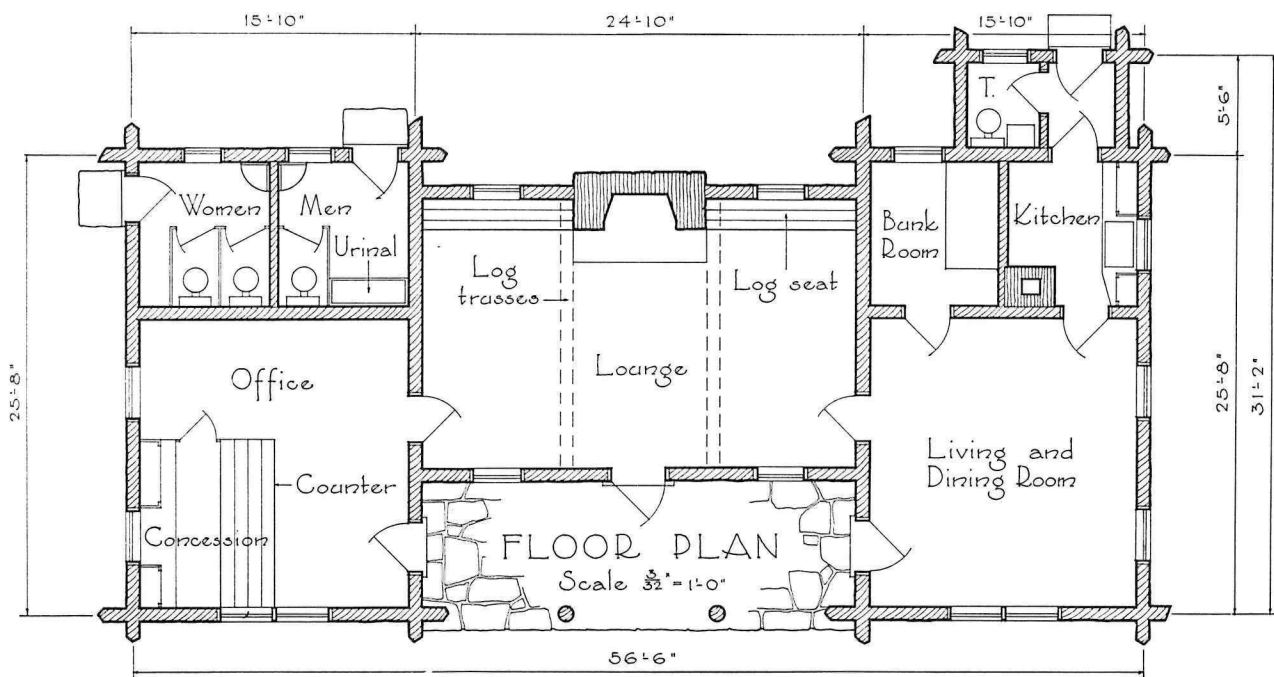 15'-10"
24'-10"
15'-10"
T.
5'-6"
Women
Men
Urinal
Log
trusses
Log seat
Bunk
Room
Kitchen
Office
Lounge
25'-8"
25'-8"
31'-2"
Counter
Concession
Living and
Dining Room
FLOOR PLAN
Scale 3/32" = 1'-0"
56'-6"